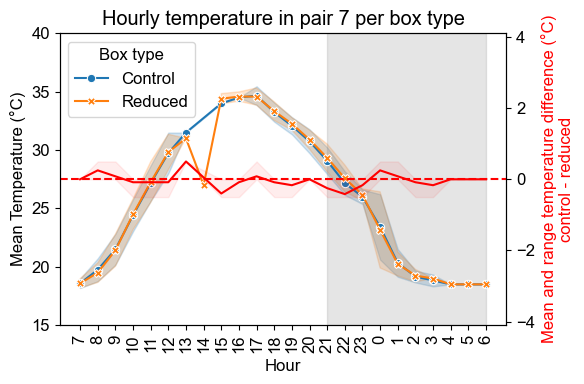 Hourly temperature in pair 7 per box type
Box type
Control
Reduced
Mean Temperature (°C)
40
35
30
25
20
15
4
2
0
−2
−4
Mean and range temperature difference (°C)
control - reduced
7 8 9 10 11 12 13 14 15 16 17 18 19 20 21 22 23 0 1 2 3 4 5 6
Hour